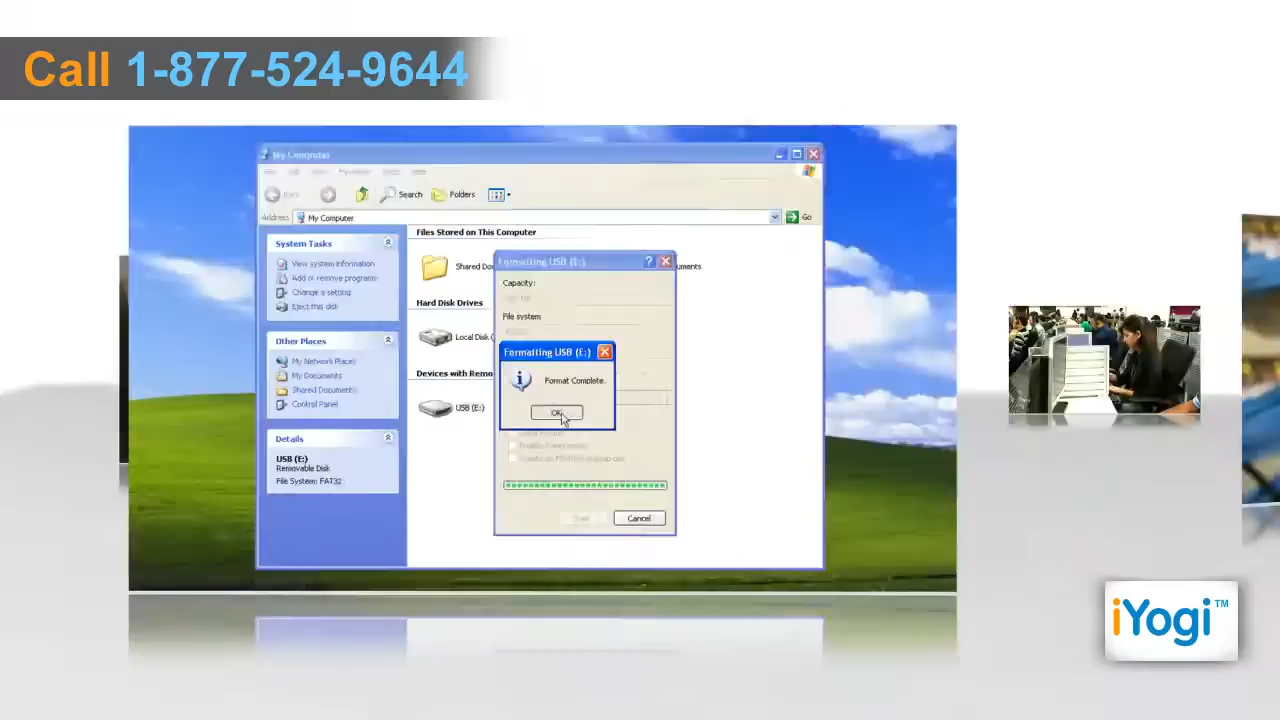 Call 1-877-524-9644
My Computer
Back
Search
Folders
Address
My Computer
Go
System Tasks
View system information
Add or remove programs
Change a setting
Eject this disk
Other Places
My Network Places
My Documents
Shared Documents
Control Panel
Details
USB (E:)
Removable Disk
File System: FAT32
Files Stored on This Computer
Shared Do
uments
Hard Disk Drives
Local Disk (
Devices with Remo
USB (E:)
Formatting USB (E:)
Capacity:
File system
Formatting USB (E:)
Format Complete.
OK
Cancel
iYogi™